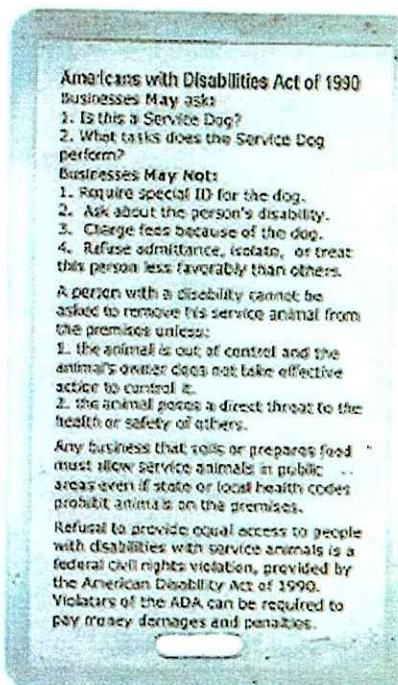 Americans with Disabilities Act of 1990
Businesses May ask:
1. Is this a Service Dog?
2. What tasks does the Service Dog
perform?
Businesses May Not:
1. Require special ID for the dog.
2. Ask about the person's disability.
3. Charge fees because of the dog.
4. Refuse admittance, isolate, or treat
this person less favorably than others.
A person with a disability cannot be
asked to remove his service animal from
the premises unless:
1. the animal is out of control and the
animal's owner does not take effective
action to control it.
2. the animal poses a direct threat to the
health or safety of others.
Any business that sells or prepares food
must allow service animals in public
areas even if state or local health codes
prohibit animals on the premises.
Refusal to provide equal access to people
with disabilities with service animals is a
federal civil rights violation, provided by
the American Disability Act of 1990.
Violators of the ADA can be required to
pay money damages and penalties.